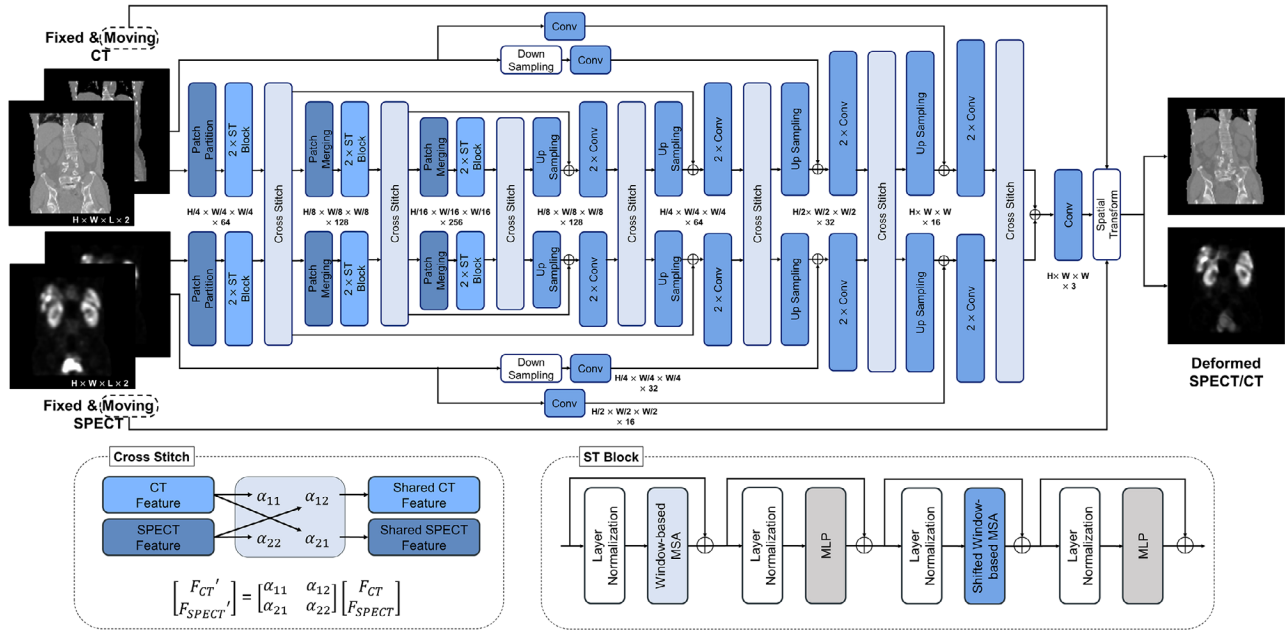 Fixed & Moving
CT
H × W × L × 2
Fixed & Moving
SPECT
H × W × L × 2
Conv
Down
Sampling
Conv
Patch
Partition
2 × ST
Block
Cross Stitch
Patch
Merging
2 × ST
Block
Cross Stitch
Patch
Merging
2 × ST
Block
Cross Stitch
Up
Sampling
2 × Conv
Cross Stitch
Up
Sampling
2 × Conv
Cross Stitch
Up Sampling
2 × Conv
Cross Stitch
Up Sampling
2 × Conv
Cross Stitch
Conv
Spatial
Transform
H/4 × W/4 × W/4
× 64
H/8 × W/8 × W/8
× 128
H/16 × W/16 × W/16
× 256
H/8 × W/8 × W/8
× 128
H/4 × W/4 × W/4
× 64
H/2× W/2 × W/2
× 32
H× W × W
× 16
H× W × W
× 3
Patch
Partition
2 × ST
Block
Patch
Merging
2 × ST
Block
Patch
Merging
2 × ST
Block
Up
Sampling
2 × Conv
Up
Sampling
2 × Conv
Up Sampling
2 × Conv
Up Sampling
2 × Conv
Down
Sampling
Conv
H/4 × W/4 × W/4
× 32
Conv
H/2 × W/2 × W/2
× 16
Deformed
SPECT/CT
Cross Stitch
CT
Feature
α11
α12
Shared CT
Feature
SPECT
Feature
α22
α21
Shared SPECT
Feature
[F_CT′ F_SPECT′] = [α11 α12 α21 α22] [F_CT F_SPECT]
ST Block
Layer
Normalization
Window-based
MSA
Layer
Normalization
MLP
Layer
Normalization
Shifted Window-
based MSA
Layer
Normalization
MLP